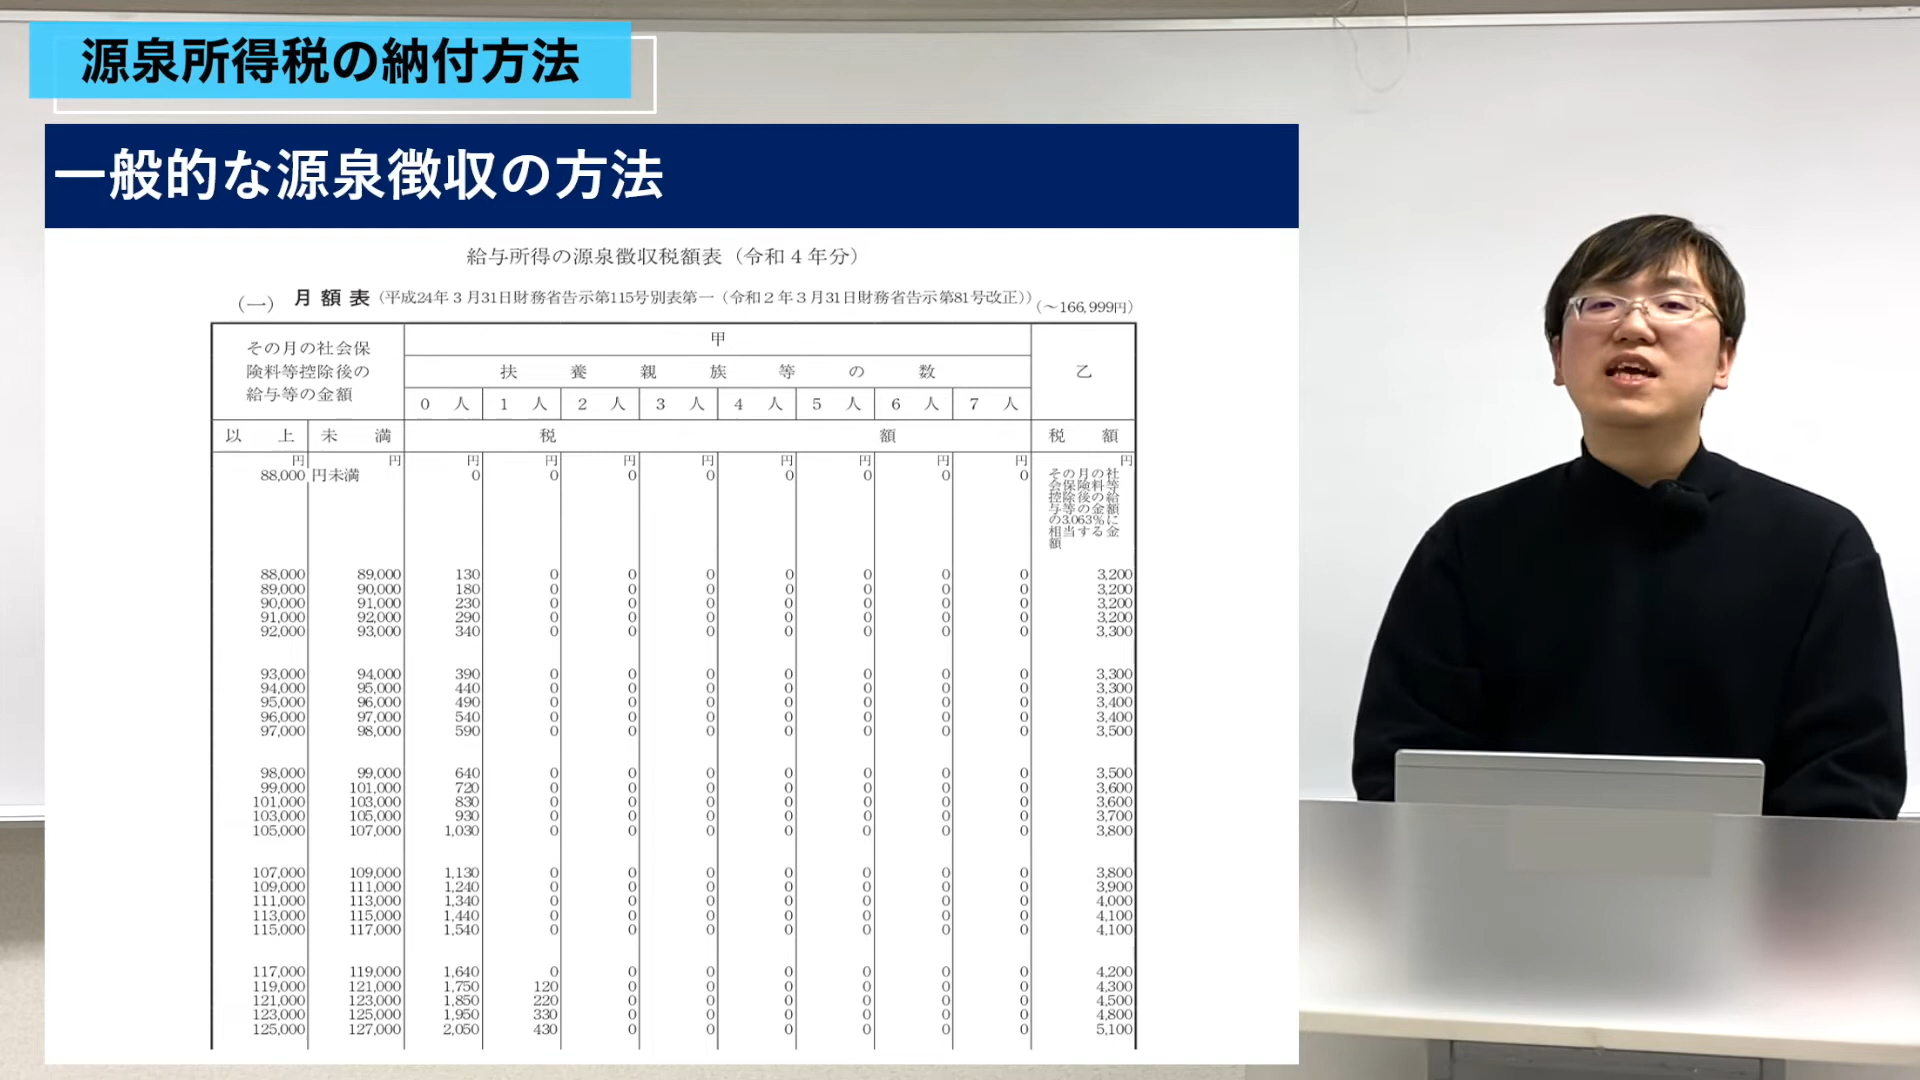 源泉所得税の納付方法
一般的な源泉徴収の方法
給与所得の源泉徴収税額表（令和４年分）
（一） 月額表（平成24年３月31日財務省告示第115号別表第一（令和２年３月31日財務省告示第81号改正）） （～166,999円）
その月の社会保険料等控除後の給与等の金額 甲 乙
扶養親族等の数
0人 1人 2人 3人 4人 5人 6人 7人
以上 未満 税額 税額
円 円 円 円 円 円 円 円 円 円 円
88,000 円未満 0 0 0 0 0 0 0 0 その月の社会保険料等控除後の給与等の金額の3.063%に相当する金額
88,000 89,000 130 0 0 0 0 0 0 0 3,200
89,000 90,000 180 0 0 0 0 0 0 0 3,200
90,000 91,000 230 0 0 0 0 0 0 0 3,200
91,000 92,000 290 0 0 0 0 0 0 0 3,200
92,000 93,000 340 0 0 0 0 0 0 0 3,300
93,000 94,000 390 0 0 0 0 0 0 0 3,300
94,000 95,000 440 0 0 0 0 0 0 0 3,300
95,000 96,000 490 0 0 0 0 0 0 0 3,400
96,000 97,000 540 0 0 0 0 0 0 0 3,400
97,000 98,000 590 0 0 0 0 0 0 0 3,500
98,000 99,000 640 0 0 0 0 0 0 0 3,500
99,000 101,000 720 0 0 0 0 0 0 0 3,600
101,000 103,000 830 0 0 0 0 0 0 0 3,600
103,000 105,000 930 0 0 0 0 0 0 0 3,700
105,000 107,000 1,030 0 0 0 0 0 0 0 3,800
107,000 109,000 1,130 0 0 0 0 0 0 0 3,800
109,000 111,000 1,240 0 0 0 0 0 0 0 3,900
111,000 113,000 1,340 0 0 0 0 0 0 0 4,000
113,000 115,000 1,440 0 0 0 0 0 0 0 4,100
115,000 117,000 1,540 0 0 0 0 0 0 0 4,100
117,000 119,000 1,640 0 0 0 0 0 0 0 4,200
119,000 121,000 1,750 120 0 0 0 0 0 0 4,300
121,000 123,000 1,850 220 0 0 0 0 0 0 4,500
123,000 125,000 1,950 330 0 0 0 0 0 0 4,800
125,000 127,000 2,050 430 0 0 0 0 0 0 5,100